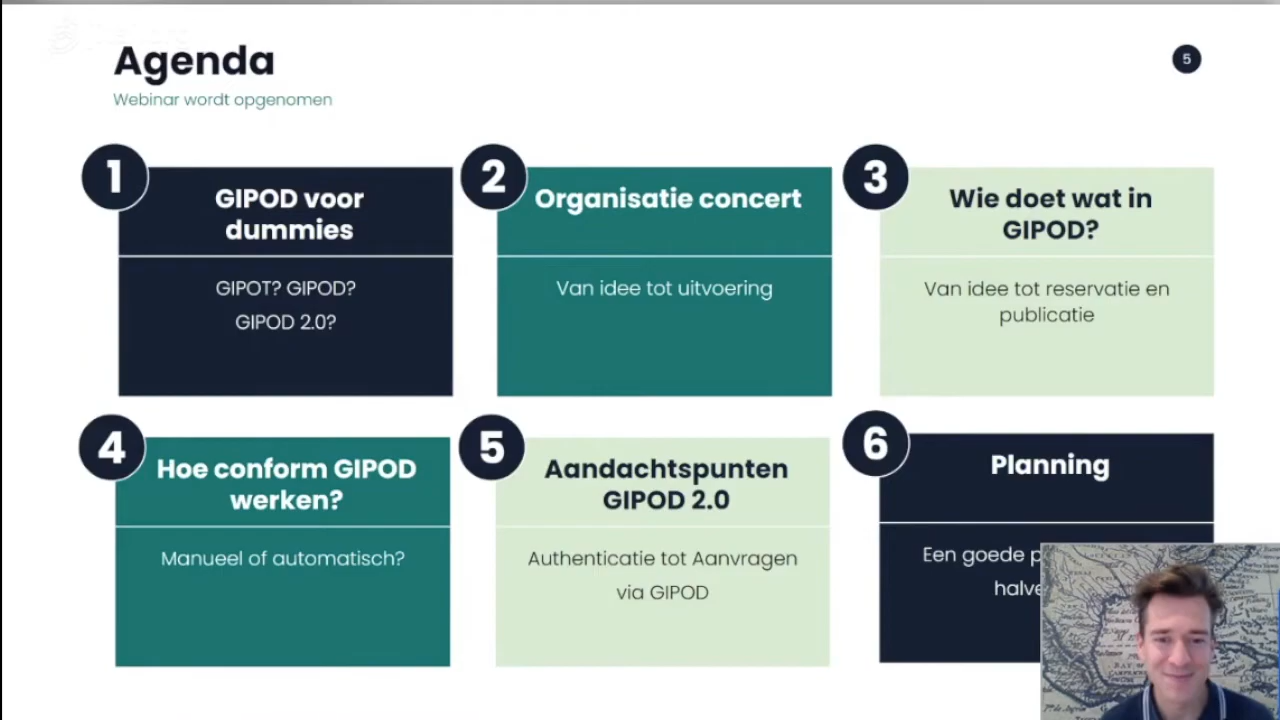 Agenda
5
Webinar wordt opgenomen
1
GIPOD voor
dummies
GIPOT? GIPOD?
GIPOD 2.0?
2
Organisatie concert
Van idee tot uitvoering
3
Wie doet wat in
GIPOD?
Van idee tot reservatie en
publicatie
4
Hoe conform GIPOD
werken?
Manueel of automatisch?
5
Aandachtspunten
GIPOD 2.0
Authenticatie tot Aanvragen
via GIPOD
6
Planning
Een goede
BAY OF